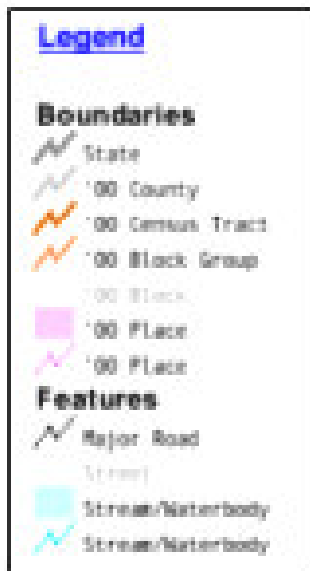 Legend
Boundaries
State
'00 County
'00 Census Tract
'00 Block Group
'00 Block
'00 Place
'00 Place
Features
Major Road
Street
Stream/Waterbody
Stream/Waterbody